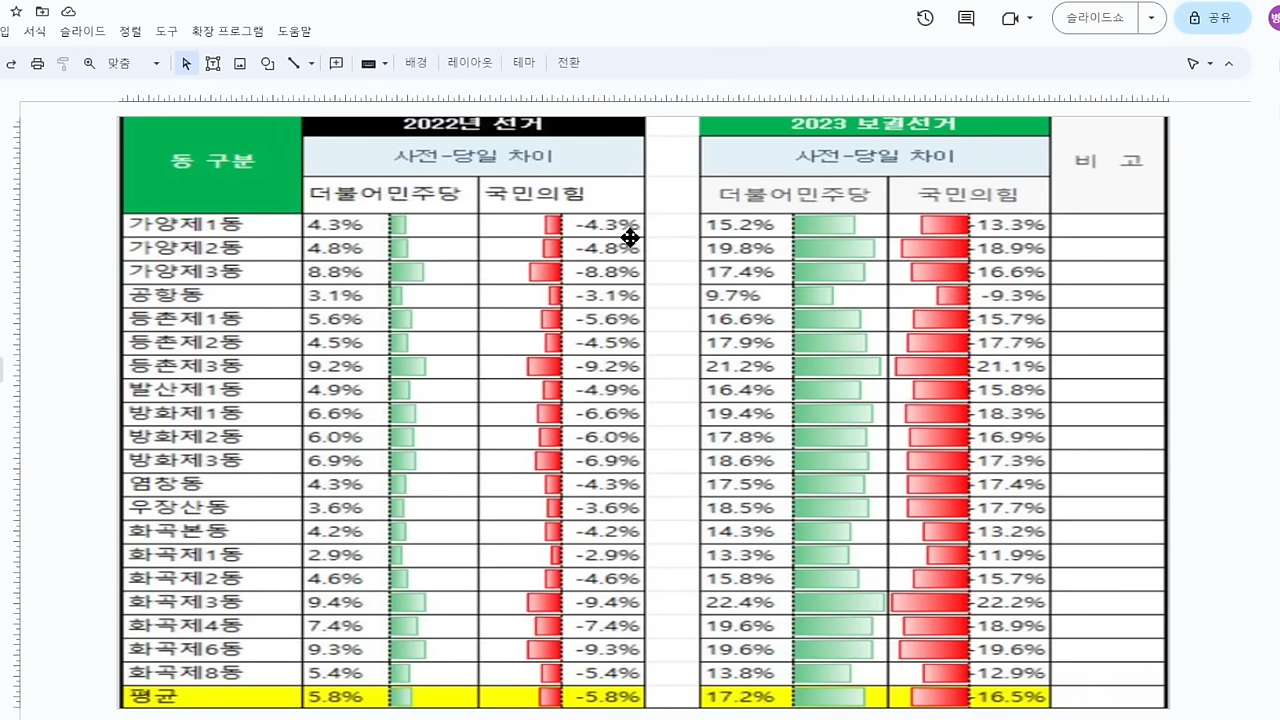 입 서식 슬라이드 정렬 도구 확장 프로그램 도움말
슬라이드쇼 공유
맞춤 배경 레이아웃 테마 전환
동 구분 2022년 선거 2023 보궐선거 비 고
사전-당일 차이 사전-당일 차이
더불어민주당 국민의힘 더불어민주당 국민의힘
가양제1동 4.3% -4.3% 15.2% -13.3%
가양제2동 4.8% -4.8% 19.8% -18.9%
가양제3동 8.8% -8.8% 17.4% -16.6%
공항동 3.1% -3.1% 9.7% -9.3%
등촌제1동 5.6% -5.6% 16.6% -15.7%
등촌제2동 4.5% -4.5% 17.9% -17.7%
등촌제3동 9.2% -9.2% 21.2% -21.1%
발산제1동 4.9% -4.9% 16.4% -15.8%
방화제1동 6.6% -6.6% 19.4% -18.3%
방화제2동 6.0% -6.0% 17.8% -16.9%
방화제3동 6.9% -6.9% 18.6% -17.3%
염창동 4.3% -4.3% 17.5% -17.4%
우장산동 3.6% -3.6% 18.5% -17.7%
화곡본동 4.2% -4.2% 14.3% -13.2%
화곡제1동 2.9% -2.9% 13.3% -11.9%
화곡제2동 4.6% -4.6% 15.8% -15.7%
화곡제3동 9.4% -9.4% 22.4% -22.2%
화곡제4동 7.4% -7.4% 19.6% -18.9%
화곡제6동 9.3% -9.3% 19.6% -19.6%
화곡제8동 5.4% -5.4% 13.8% -12.9%
평균 5.8% -5.8% 17.2% -16.5%